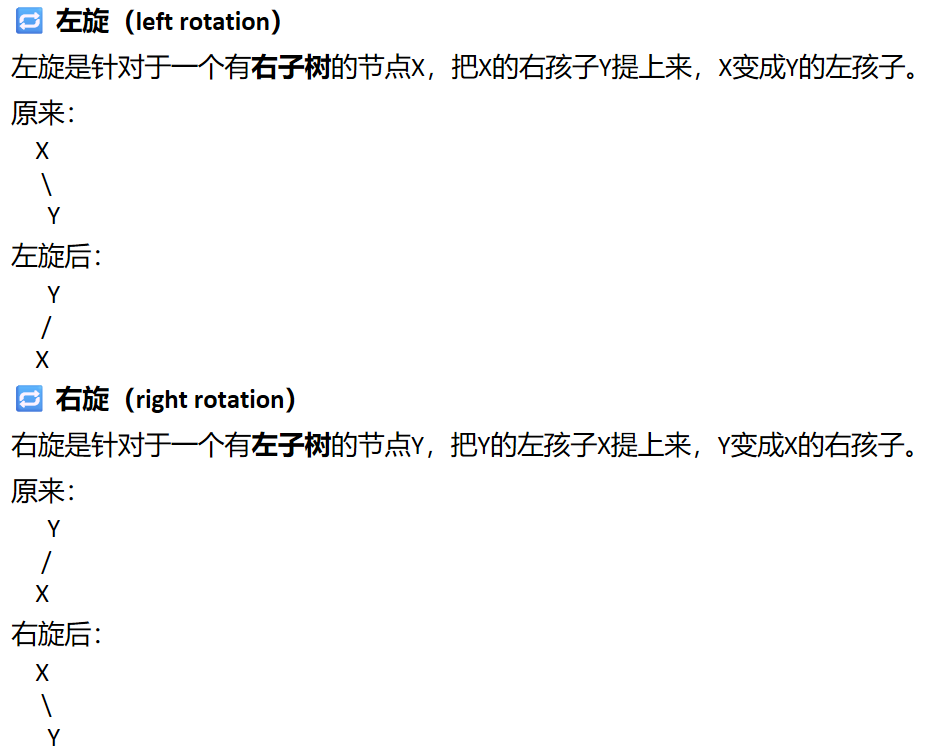 🔁 左旋（left rotation）
左旋是针对于一个有右子树的节点X，把X的右孩子Y提上来，X变成Y的左孩子。
原来：
X
\
Y
左旋后：
Y
/
X
🔁 右旋（right rotation）
右旋是针对于一个有左子树的节点Y，把Y的左孩子X提上来，Y变成X的右孩子。
原来：
Y
/
X
右旋后：
X
\
Y